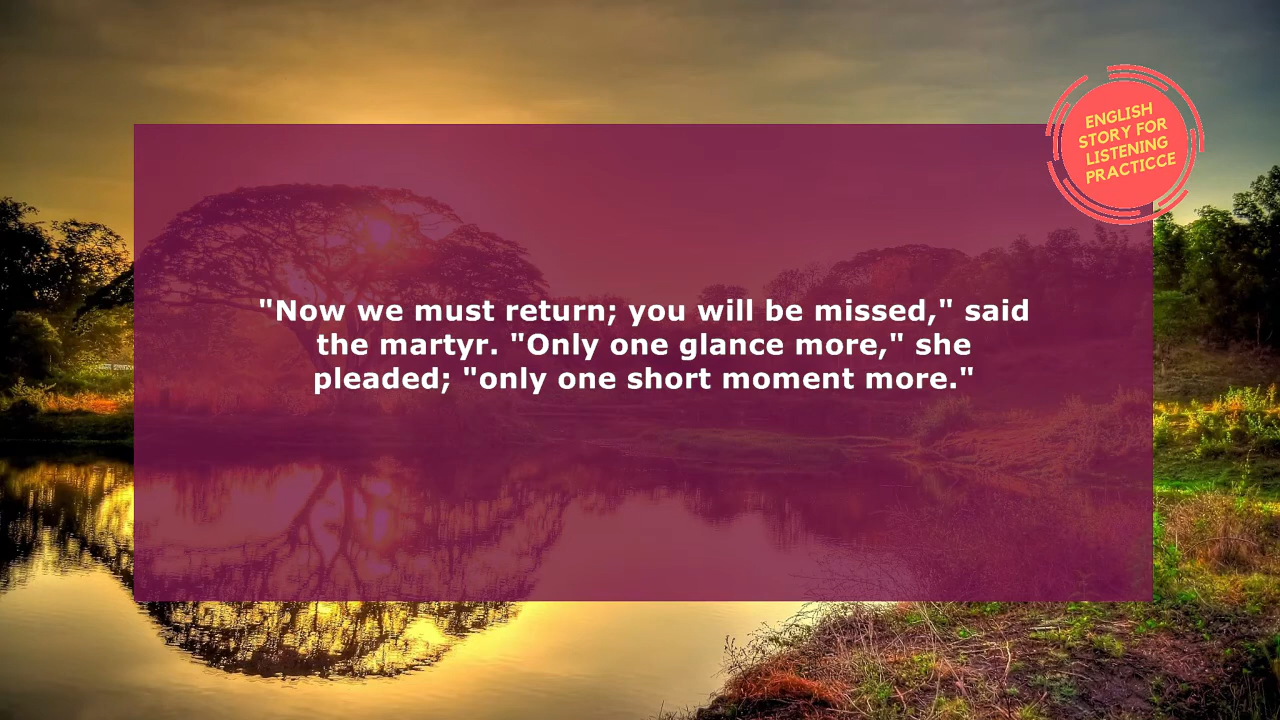 ENGLISH
STORY FOR
LISTENING
PRACTICCE
"Now we must return; you will be missed," said
the martyr. "Only one glance more," she
pleaded; "only one short moment more."